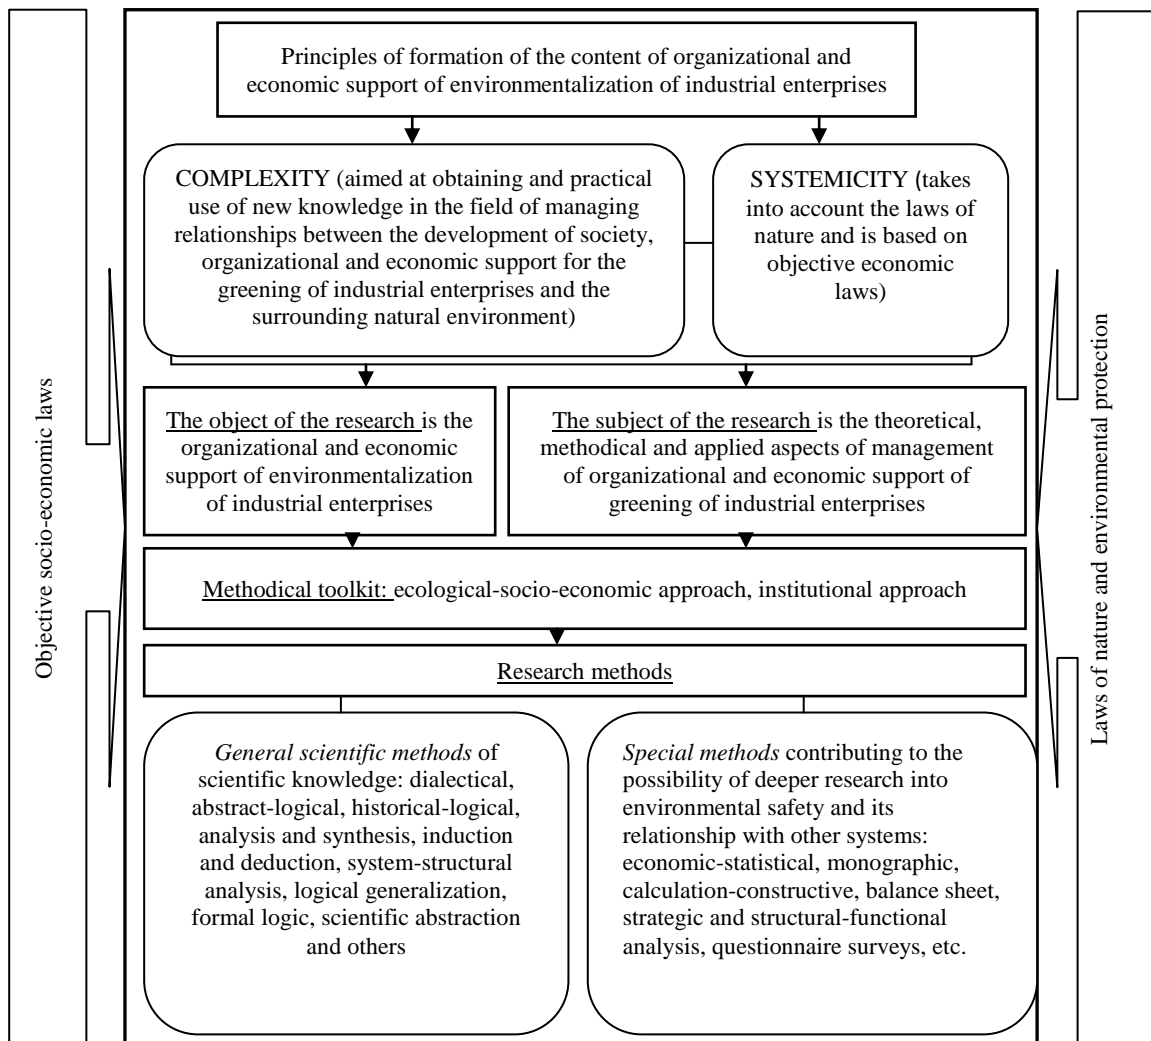 Objective socio-economic laws
Principles of formation of the content of organizational and
economic support of environmentalization of industrial enterprises
COMPLEXITY (aimed at obtaining and practical
use of new knowledge in the field of managing
relationships between the development of society,
organizational and economic support for the
greening of industrial enterprises and the
surrounding natural environment)
SYSTEMICITY (takes
into account the laws of
nature and is based on
objective economic
laws)
The object of the research is the
organizational and economic
support of environmentalization
of industrial enterprises
The subject of the research is the theoretical,
methodical and applied aspects of management
of organizational and economic support of
greening of industrial enterprises
Methodical toolkit: ecological-socio-economic approach, institutional approach
Research methods
General scientific methods of
scientific knowledge: dialectical,
abstract-logical, historical-logical,
analysis and synthesis, induction
and deduction, system-structural
analysis, logical generalization,
formal logic, scientific abstraction
and others
Special methods contributing to the
possibility of deeper research into
environmental safety and its
relationship with other systems:
economic-statistical, monographic,
calculation-constructive, balance sheet,
strategic and structural-functional
analysis, questionnaire surveys, etc.
Laws of nature and environmental protection